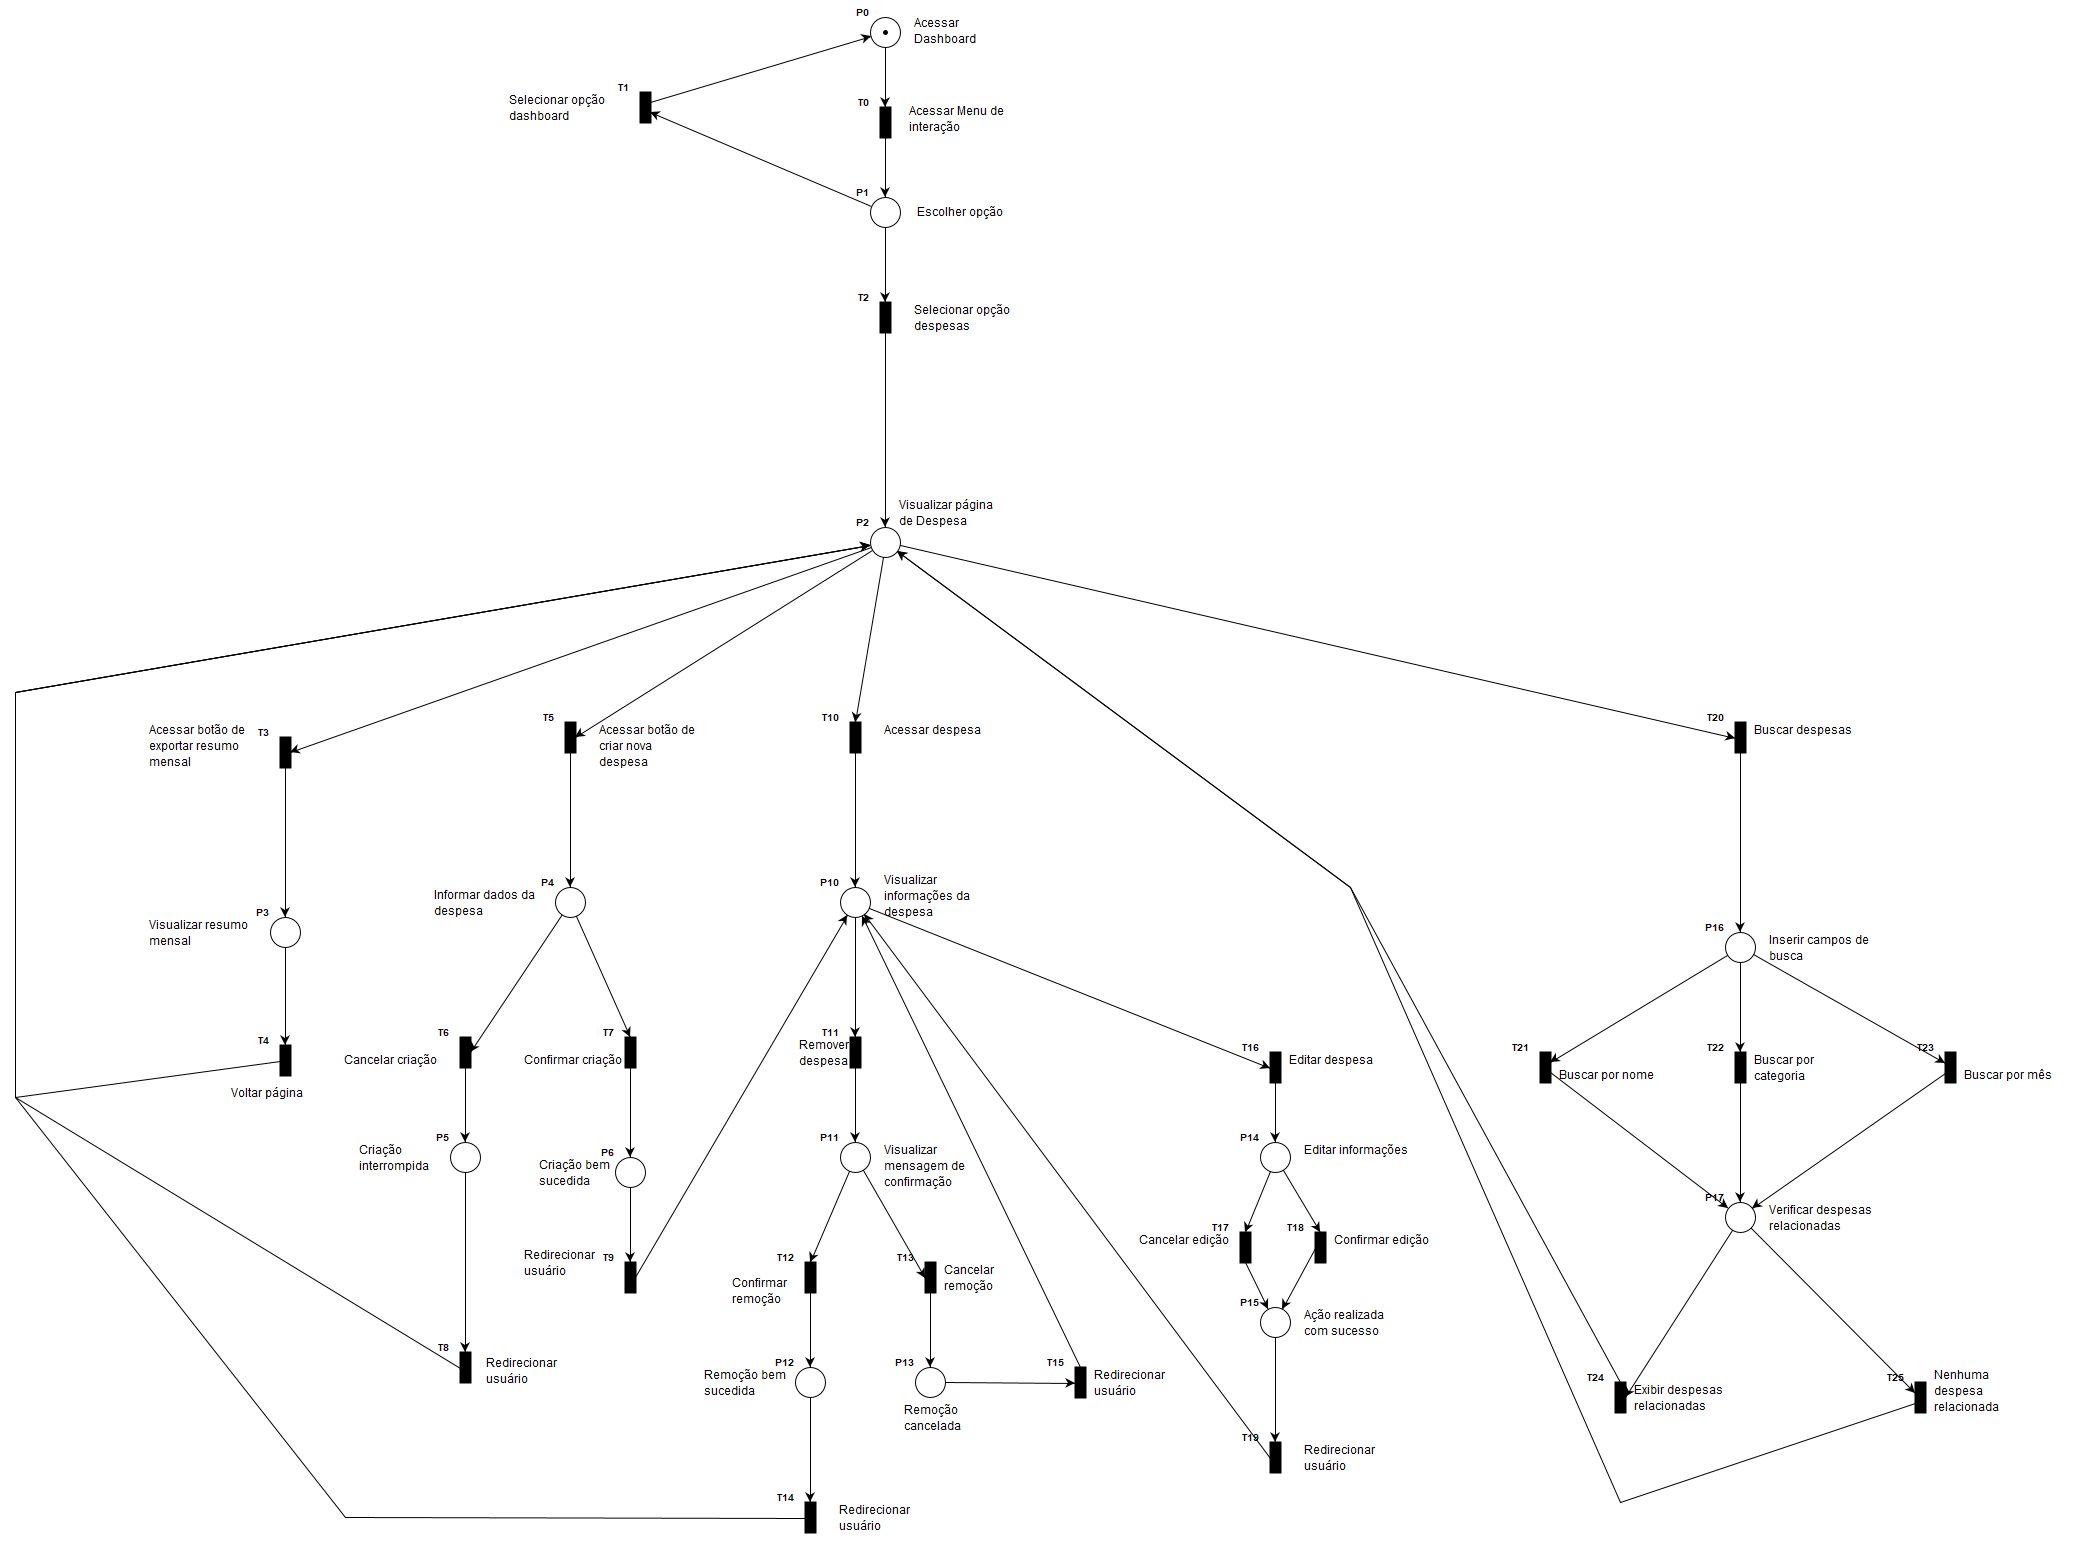 P0
Acessar
Dashboard
T1
Selecionar opção
dashboard
T0
Acessar Menu de
interação
P1
Escolher opção
T2
Selecionar opção
despesas
Visualizar página
de Despesa
P2
T3
Acessar botão de
exportar resumo
mensal
T5
Acessar botão de
criar nova
despesa
T10
Acessar despesa
T20
Buscar despesas
P3
Visualizar resumo
mensal
P4
Informar dados da
despesa
P10
Visualizar
informações da
despesa
P16
Inserir campos de
busca
T4
Voltar página
T6
Cancelar criação
T7
Confirmar criação
T11
Remover
despesa
T16
Editar despesa
T21
Buscar por nome
T22
Buscar por
categoria
T23
Buscar por mês
P5
Criação
interrompida
P6
Criação bem
sucedida
P11
Visualizar
mensagem de
confirmação
P14
Editar informações
P17
Verificar despesas
relacionadas
T9
Redirecionar
usuário
T12
Confirmar
remoção
T13
Cancelar
remoção
T17
Cancelar edição
T18
Confirmar edição
P15
Ação realizada
com sucesso
T8
Redirecionar
usuário
P12
Remoção bem
sucedida
P13
Remoção
cancelada
T15
Redirecionar
usuário
T24
Exibir despesas
relacionadas
T25
Nenhuma
despesa
relacionada
T19
Redirecionar
usuário
T14
Redirecionar
usuário